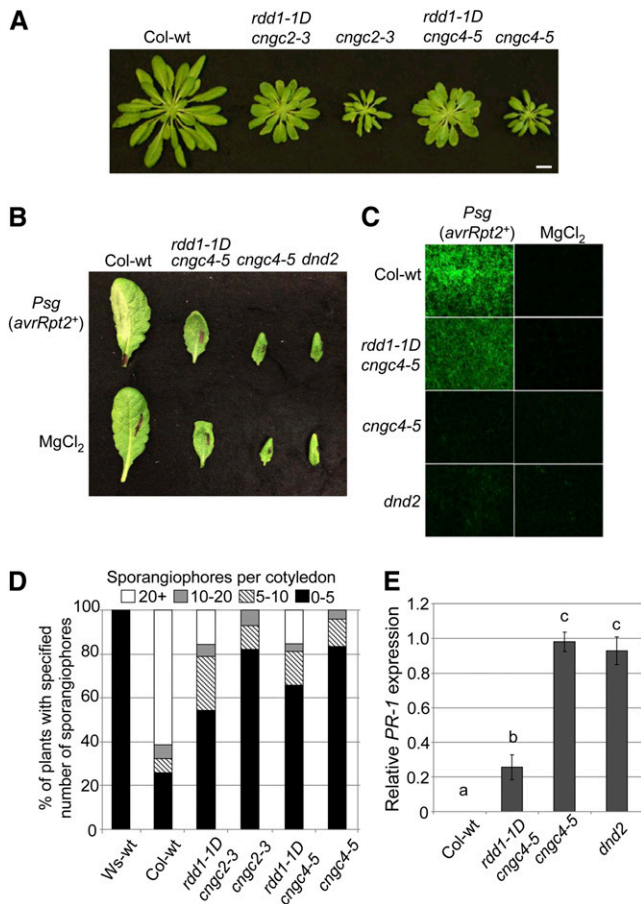 A
Col-wt
rdd1-1D
cngc2-3
cngc2-3
rdd1-1D
cngc4-5
cngc4-5
B
Col-wt
rdd1-1D
cngc4-5
cngc4-5
dnd2
Psg
(avrRpt2⁺)
MgCl₂
C
Psg
(avrRpt2⁺)
MgCl₂
Col-wt
rdd1-1D
cngc4-5
cngc4-5
dnd2
D
Sporangiophores per cotyledon
20+ 10-20 5-10 0-5
% of plants with specified
number of sporangiophores
100
80
60
40
20
0
Ws-wt
Col-wt
rdd1-1D
cngc2-3
cngc2-3
rdd1-1D
cngc4-5
cngc4-5
E
Relative PR-1 expression
1.2
1.0
0.8
0.6
0.4
0.2
0
a
b
c
c
Col-wt
rdd1-1D
cngc4-5
cngc4-5
dnd2